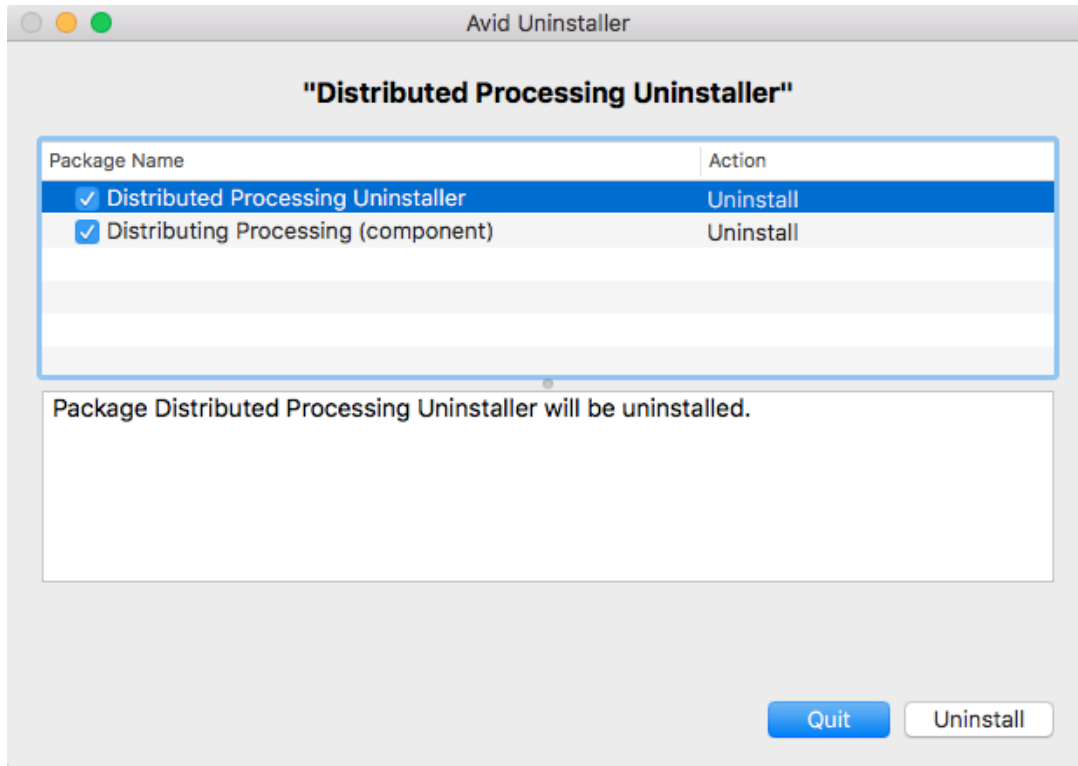 Avid Uninstaller
"Distributed Processing Uninstaller"
Package Name Action
Distributed Processing Uninstaller Uninstall
Distributing Processing (component) Uninstall
Package Distributed Processing Uninstaller will be uninstalled.
Quit Uninstall